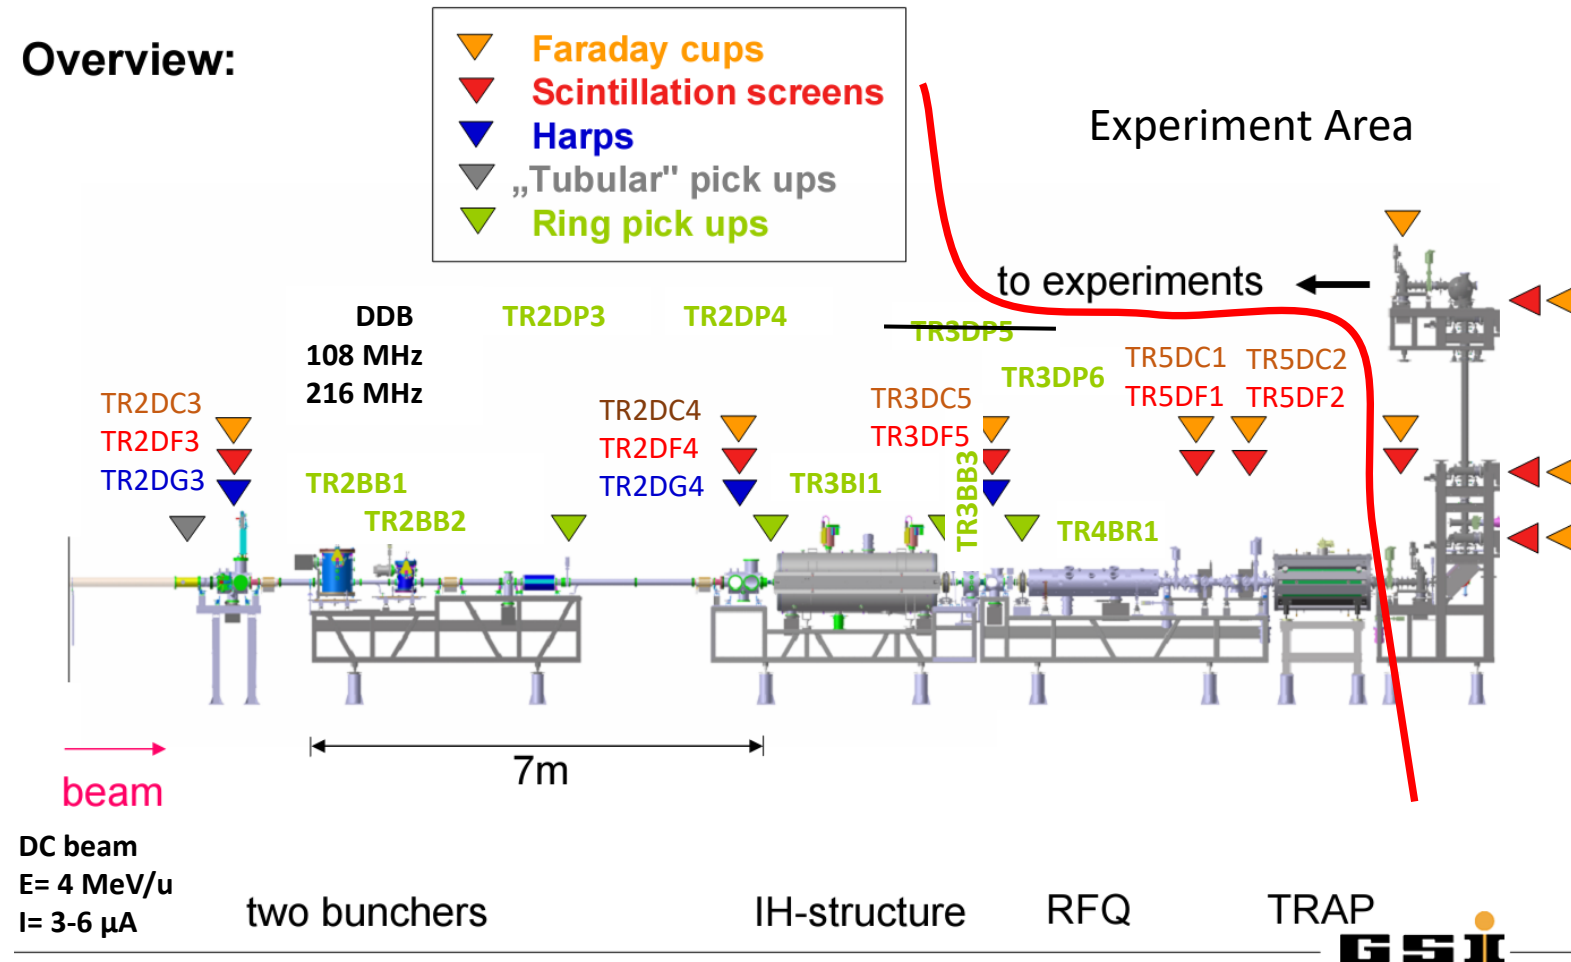 Overview:
Faraday cups
Scintillation screens
Harps
„Tubular" pick ups
Ring pick ups
Experiment Area
to experiments
DDB
108 MHz
216 MHz
TR2DP3
TR2DP4
TR3DP5
TR3DP6
TR5DC1
TR5DF1
TR5DC2
TR5DF2
TR2DC3
TR2DF3
TR2DG3
TR2BB1
TR2BB2
TR2DC4
TR2DF4
TR2DG4
TR3BI1
TR3DC5
TR3DF5
TR3BB3
TR4BR1
7m
beam
DC beam
E= 4 MeV/u
I= 3-6 µA
two bunchers
IH-structure
RFQ
TRAP
GSI